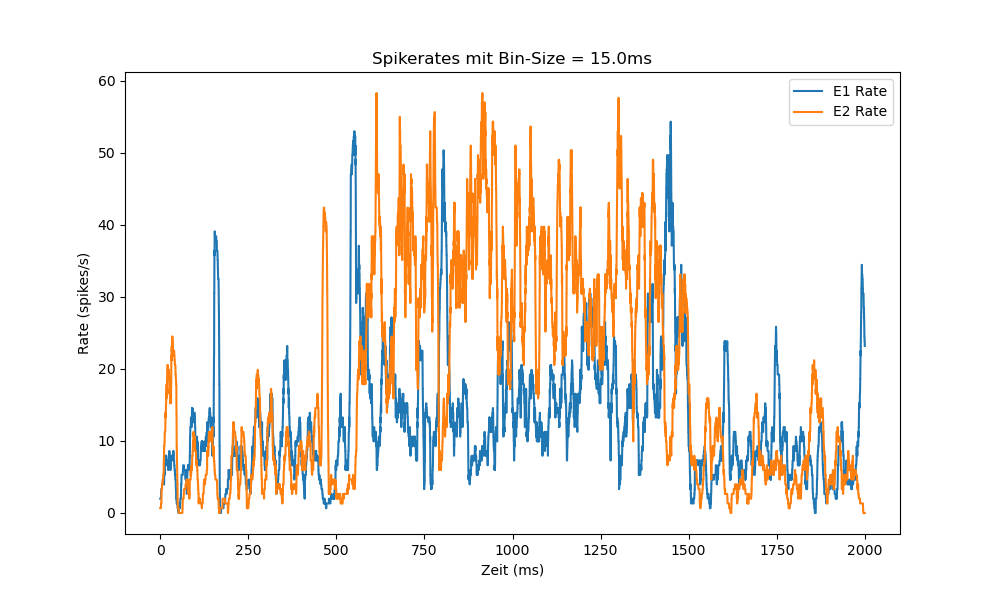 Spikerates mit Bin-Size = 15.0ms
E1 Rate
E2 Rate
60
50
40
30
20
10
0
Rate (spikes/s)
0 250 500 750 1000 1250 1500 1750 2000
Zeit (ms)